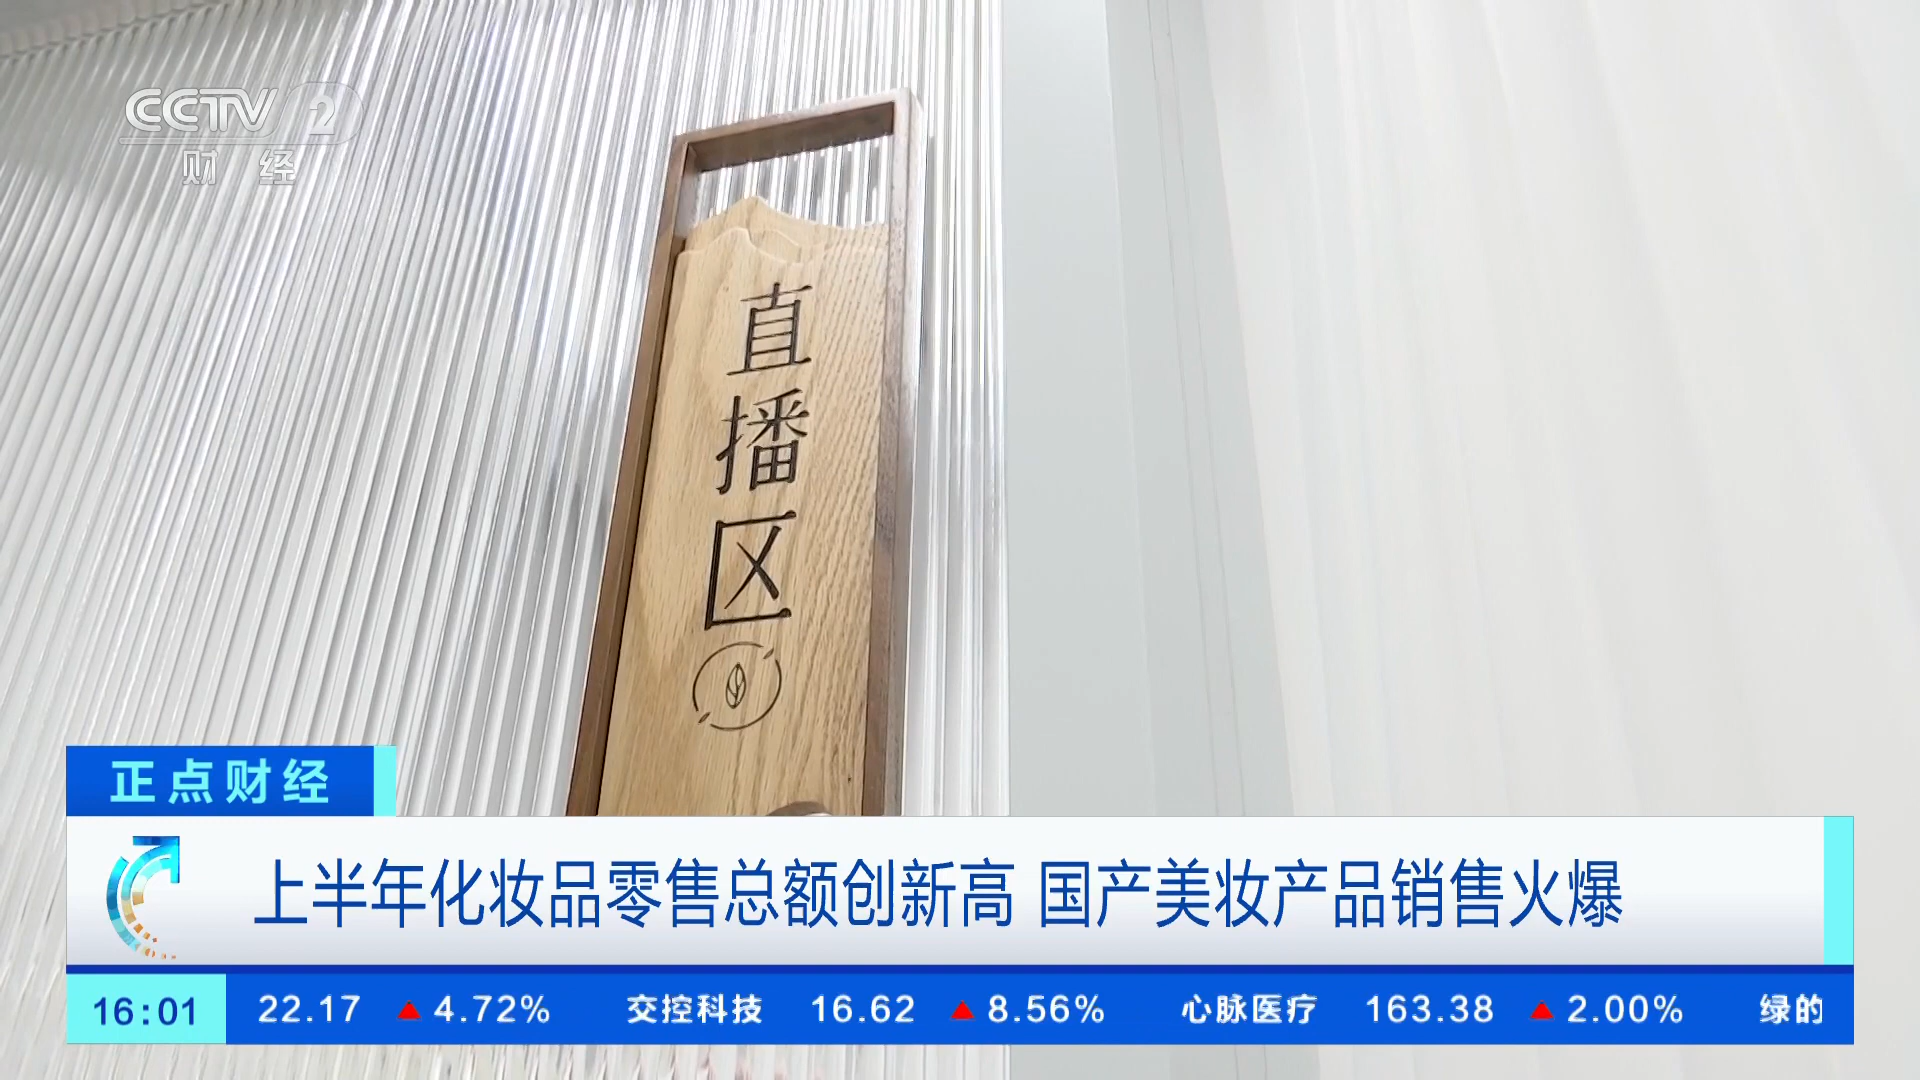 CCTV 2
财 经
直播区
正点财经
上半年化妆品零售总额创新高 国产美妆产品销售火爆
16:01 22.17 ▲ 4.72% 交控科技 16.62 ▲ 8.56% 心脉医疗 163.38 ▲ 2.00% 绿的